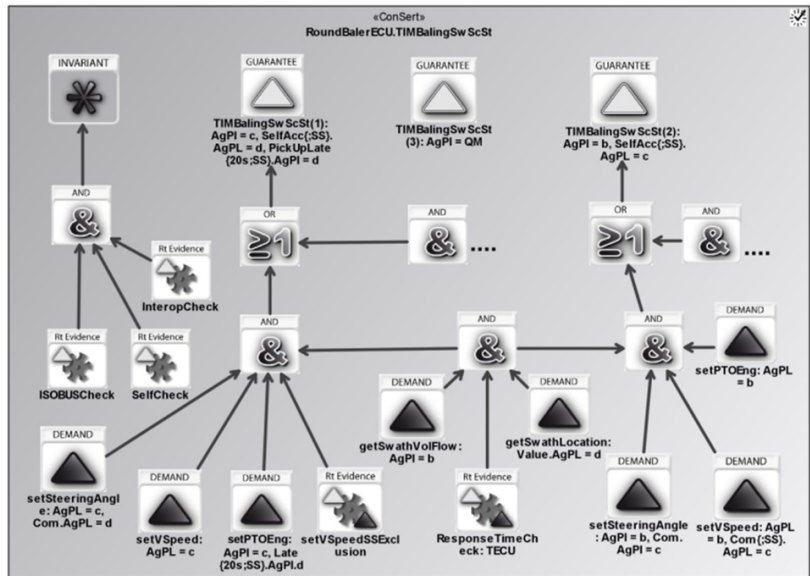 «ConSert»
RoundBalerECU.TIMBalingSwScSt
INVARIANT
GUARANTEE
TIMBalingSwScSt(1):
AgPl = c, SelfAcc{;SS}.
AgPL = d, PickUpLate
{20s;SS}.AgPl = d
GUARANTEE
TIMBalingSwScSt
(3): AgPl = QM
GUARANTEE
TIMBalingSwScSt(2):
AgPl = b, SelfAcc{;SS}.
AgPL = c
AND
&
OR
≥1
AND
&
....
OR
≥1
AND
&
....
Rt Evidence
InteropCheck
Rt Evidence
ISOBUSCheck
Rt Evidence
SelfCheck
AND
&
AND
&
AND
&
DEMAND
setPTOEng: AgPL
= b
DEMAND
getSwathVolFlow:
AgPl = b
DEMAND
getSwathLocation:
Value.AgPL = d
DEMAND
setSteeringAngl
e: AgPL = c,
Com.AgPL = d
DEMAND
setVSpeed:
AgPL = c
DEMAND
setPTOEng:
AgPl = c, Late
{20s;SS}.AgPl.d
Rt Evidence
setVSpeedSSExcl
usion
Rt Evidence
ResponseTimeCh
eck: TECU
DEMAND
setSteeringAngle
: AgPl = b, Com.
AgPl = c
DEMAND
setVSpeed: AgPL
= b, Com{;SS}.
AgPL = c